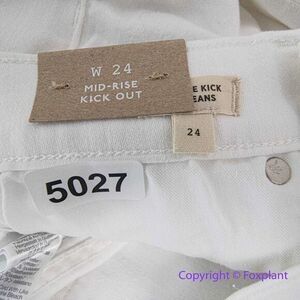 W 24
MID-RISE
KICK OUT
E KICK
EANS
24
5027
Copyright © Foxplant